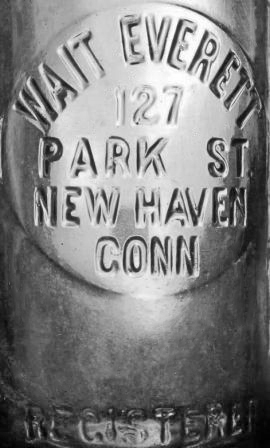 WAIT EVERETT
127
PARK ST.
NEW HAVEN
CONN
REGISTERED